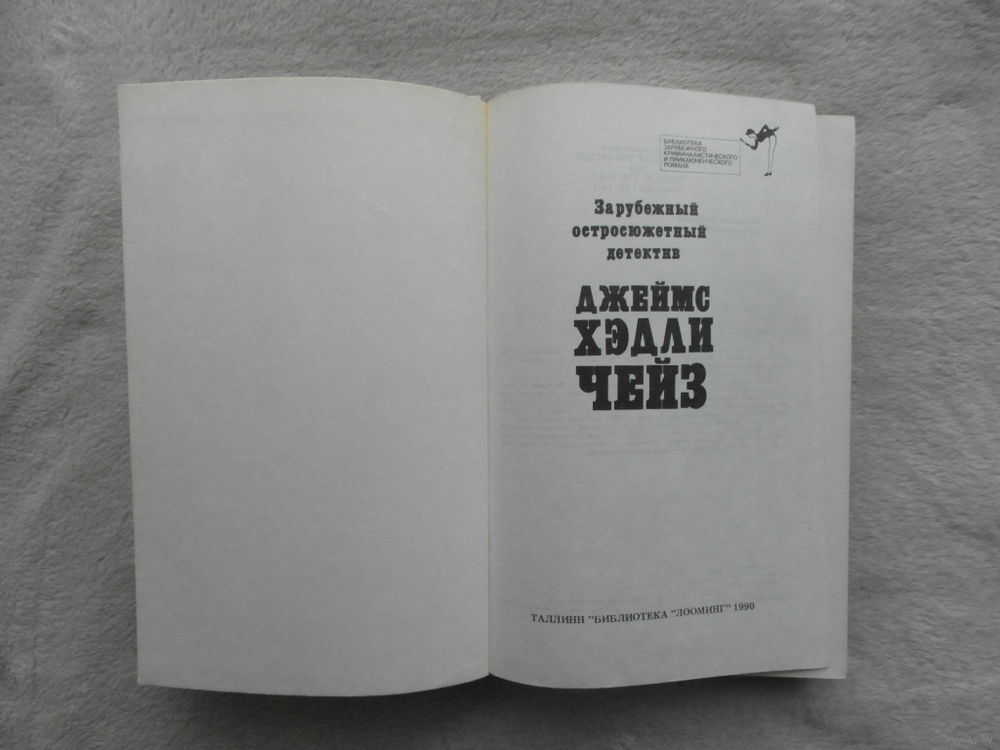 БИБЛИОТЕКА
ЗАРУБЕЖНОГО
КРИМИНАЛИСТИЧЕСКОГО
И ПРИКЛЮЧЕНЧЕСКОГО
РОМАНА
Зарубежный
остросюжетный
детектив
ДЖЕЙМС
ХЭДЛИ
ЧЕЙЗ
ТАЛЛИНН "БИБЛИОТЕКА "ЛООМИНГ" 1990